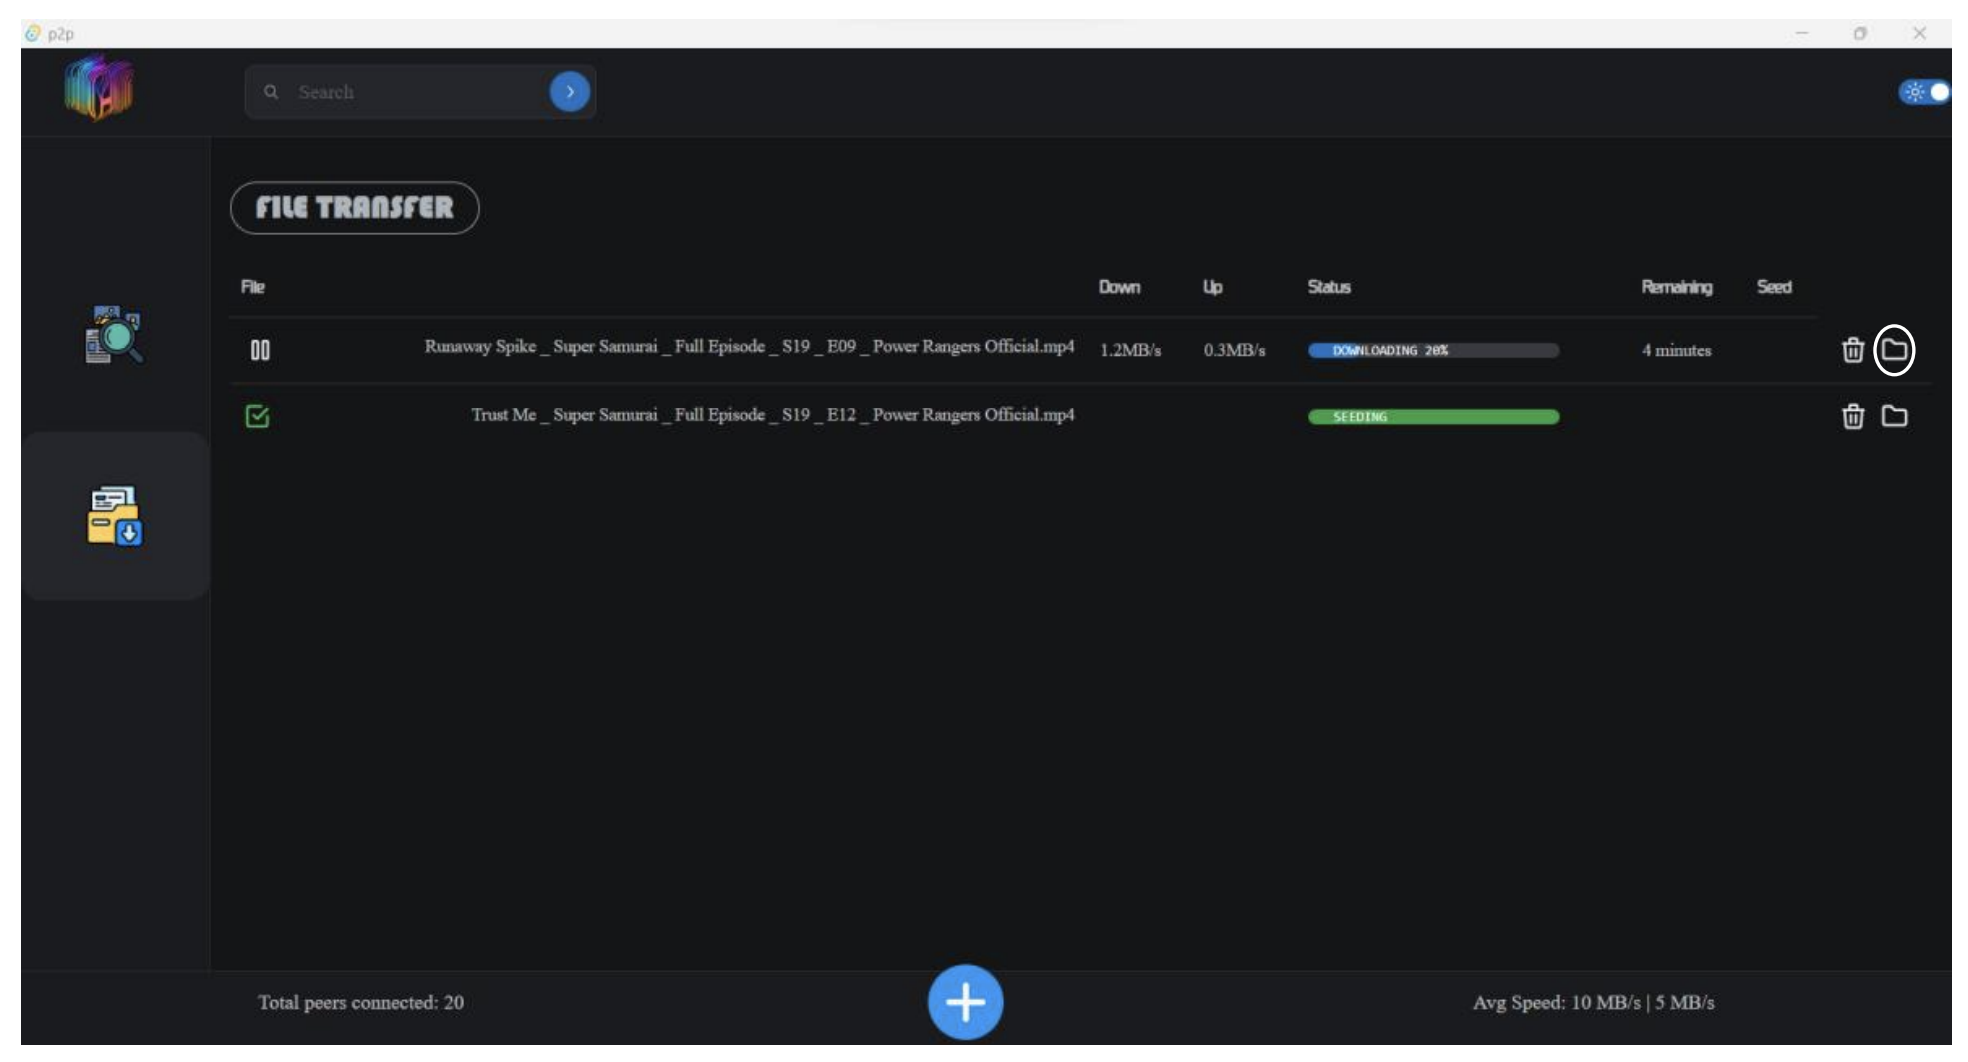 p2p
Search
FILE TRANSFER
File Down Up Status Remaining Seed
Runaway Spike _ Super Samurai _ Full Episode _ S19 _ E09 _ Power Rangers Official.mp4 1.2MB/s 0.3MB/s DOWNLOADING 20% 4 minutes
Trust Me _ Super Samurai _ Full Episode _ S19 _ E12 _ Power Rangers Official.mp4 SEEDING
Total peers connected: 20 Avg Speed: 10 MB/s | 5 MB/s